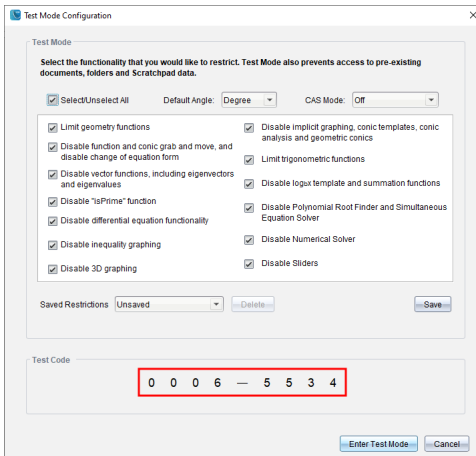 Test Mode Configuration
Test Mode
Select the functionality that you would like to restrict. Test Mode also prevents access to pre-existing
documents, folders and Scratchpad data.
Select/Unselect All Default Angle: Degree CAS Mode: Off
Limit geometry functions
Disable function and conic grab and move, and
disable change of equation form
Disable vector functions, including eigenvectors
and eigenvalues
Disable "isPrime" function
Disable differential equation functionality
Disable inequality graphing
Disable 3D graphing
Disable implicit graphing, conic templates, conic
analysis and geometric conics
Limit trigonometric functions
Disable logbx template and summation functions
Disable Polynomial Root Finder and Simultaneous
Equation Solver
Disable Numerical Solver
Disable Sliders
Saved Restrictions Unsaved Delete Save
Test Code
0 0 0 6 — 5 5 3 4
Enter Test Mode Cancel